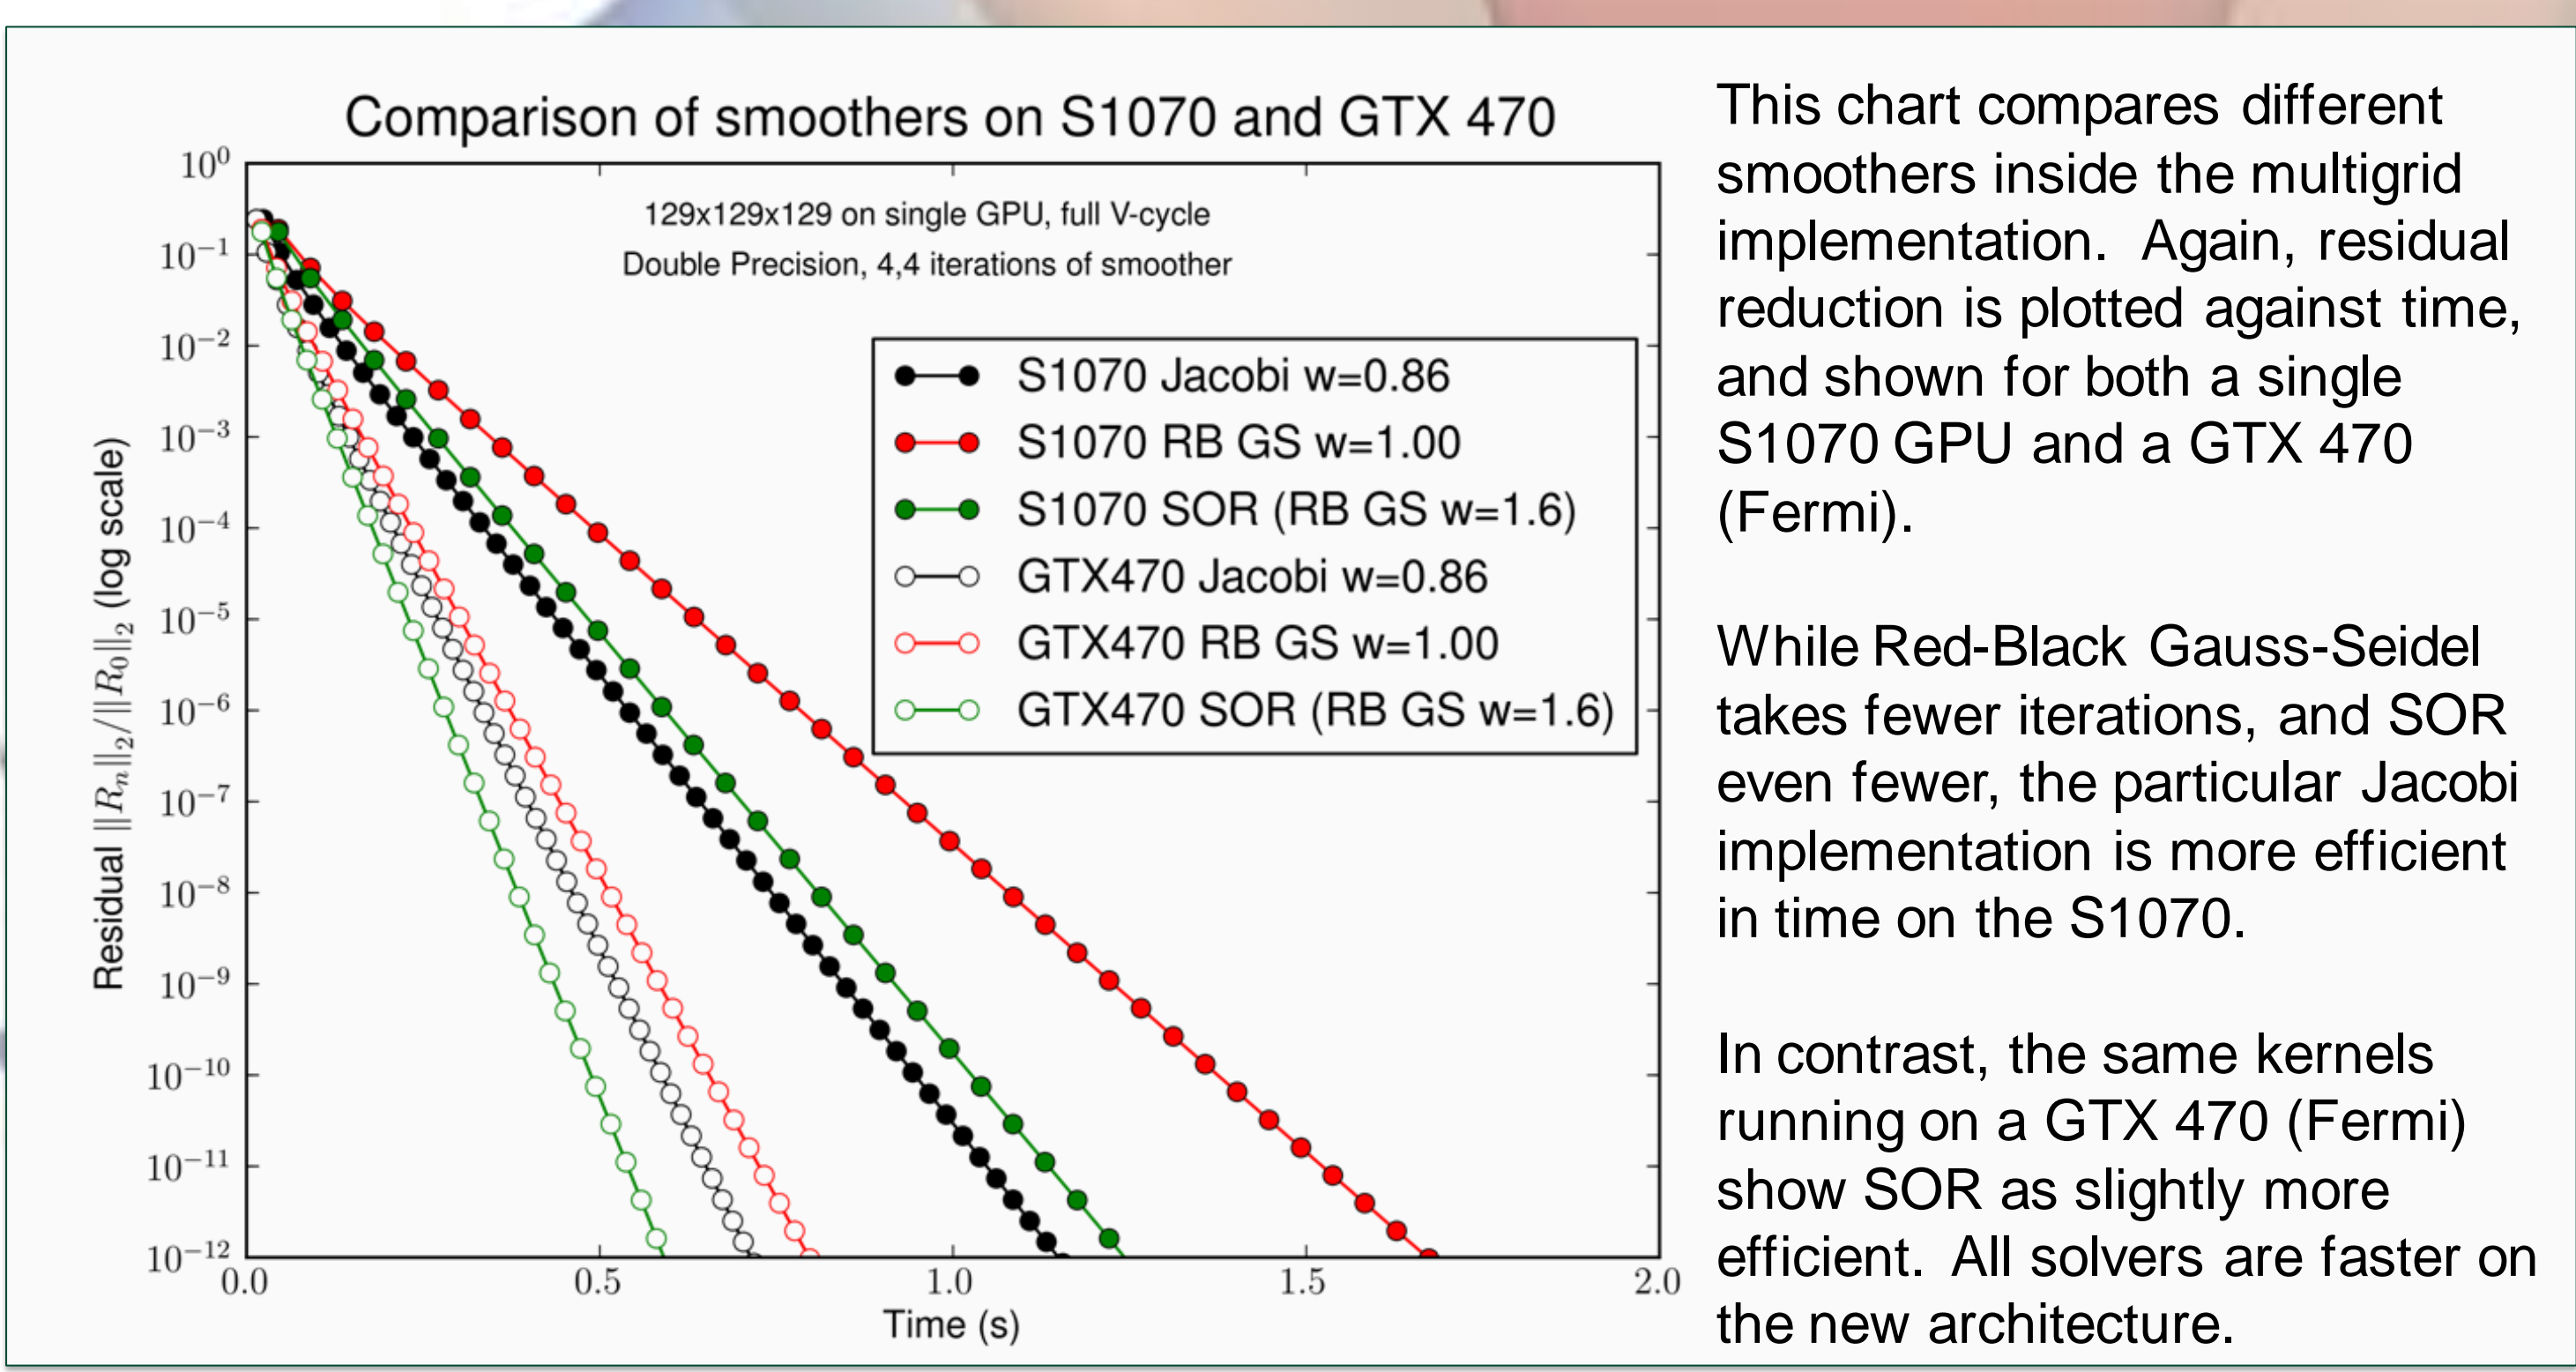 Comparison of smoothers on S1070 and GTX 470
129x129x129 on single GPU, full V-cycle
Double Precision, 4,4 iterations of smoother
S1070 Jacobi w=0.86
S1070 RB GS w=1.00
S1070 SOR (RB GS w=1.6)
GTX470 Jacobi w=0.86
GTX470 RB GS w=1.00
GTX470 SOR (RB GS w=1.6)
Residual ||R_n||_2/||R_0||_2 (log scale)
10^0
10^−1
10^−2
10^−3
10^−4
10^−5
10^−6
10^−7
10^−8
10^−9
10^−10
10^−11
10^−12
0.0 0.5 1.0 1.5 2.0
Time (s)
This chart compares different
smoothers inside the multigrid
implementation. Again, residual
reduction is plotted against time,
and shown for both a single
S1070 GPU and a GTX 470
(Fermi).
While Red-Black Gauss-Seidel
takes fewer iterations, and SOR
even fewer, the particular Jacobi
implementation is more efficient
in time on the S1070.
In contrast, the same kernels
running on a GTX 470 (Fermi)
show SOR as slightly more
efficient. All solvers are faster on
the new architecture.